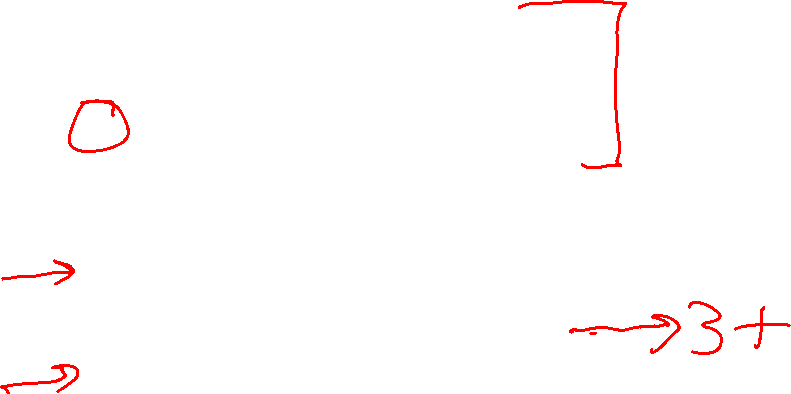 → 3+